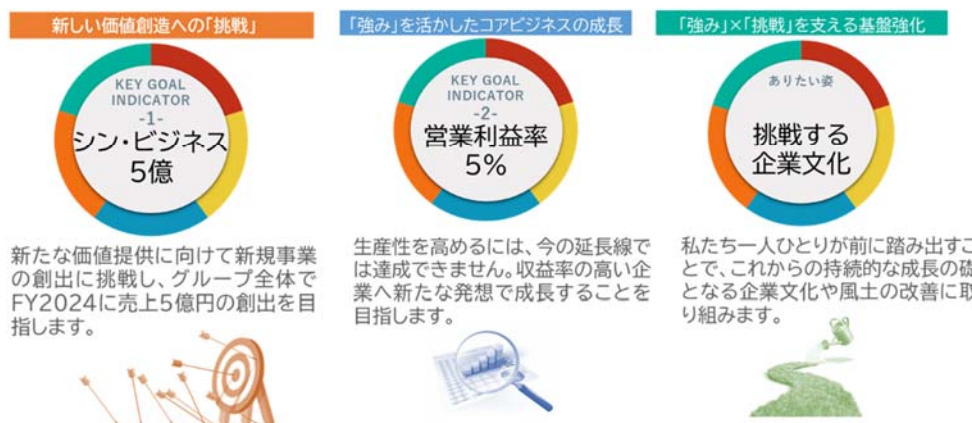 新しい価値創造への「挑戦」
KEY GOAL
INDICATOR
-1-
シン・ビジネス
5億
新たな価値提供に向けて新規事業
の創出に挑戦し、グループ全体で
FY2024に売上5億円の創出を目
指します。
「強み」を活かしたコアビジネスの成長
KEY GOAL
INDICATOR
-2-
営業利益率
5%
生産性を高めるには、今の延長線で
は達成できません。収益率の高い企
業へ新たな発想で成長することを
目指します。
「強み」×「挑戦」を支える基盤強化
ありたい姿
挑戦する
企業文化
私たち一人ひとりが前に踏み出すこ
とで、これからの持続的な成長の礎
となる企業文化や風土の改善に取
り組みます。